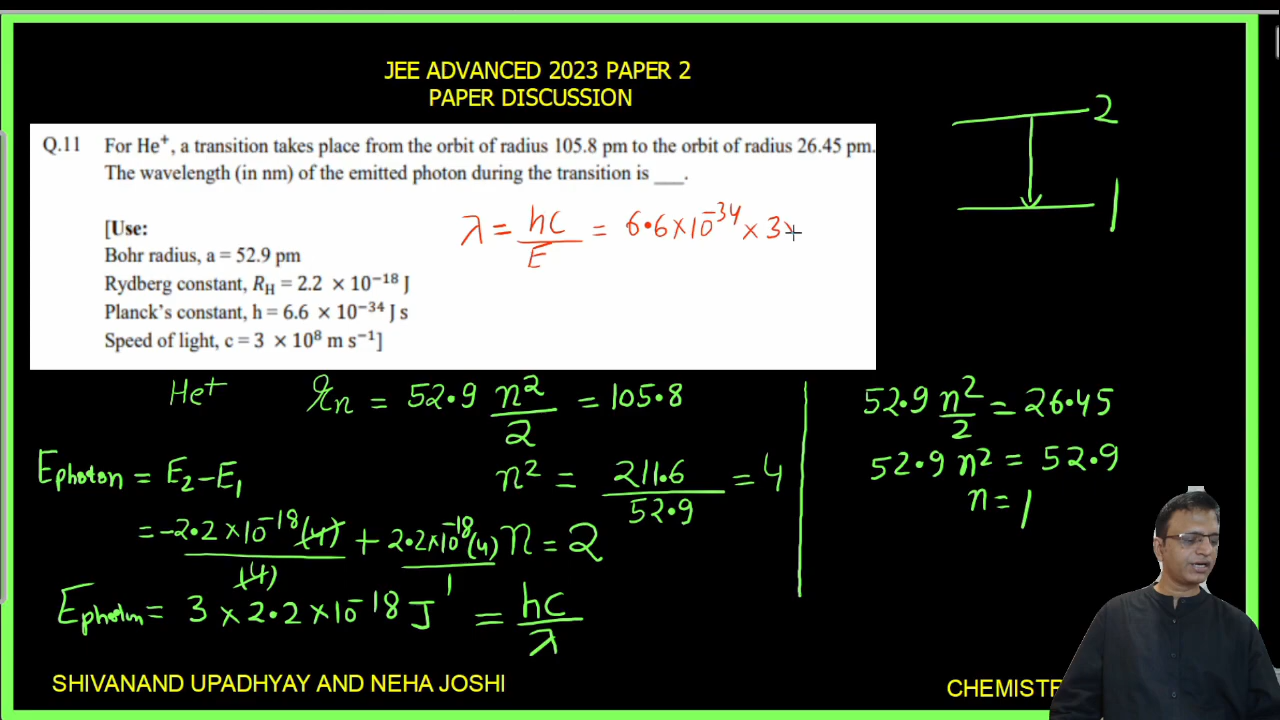 JEE ADVANCED 2023 PAPER 2
PAPER DISCUSSION
Q.11 For He⁺, a transition takes place from the orbit of radius 105.8 pm to the orbit of radius 26.45 pm.
The wavelength (in nm) of the emitted photon during the transition is ___.
[Use:
Bohr radius, a = 52.9 pm
Rydberg constant, R_H = 2.2 × 10⁻¹⁸ J
Planck's constant, h = 6.6 × 10⁻³⁴ J s
Speed of light, c = 3 × 10⁸ m s⁻¹]
λ = hc/E = 6.6×10⁻³⁴ × 3×
2
1
He⁺ r_n = 52.9 n²/2 = 105.8
n² = 211.6/52.9 = 4
n = 2
E_photon = E₂ - E₁
= -2.2×10⁻¹⁸(4)/(4) + 2.2×10⁻¹⁸(4)/1
E_photon = 3 × 2.2 × 10⁻¹⁸ J = hc/λ
52.9 n²/2 = 26.45
52.9 n² = 52.9
n = 1
SHIVANAND UPADHYAY AND NEHA JOSHI